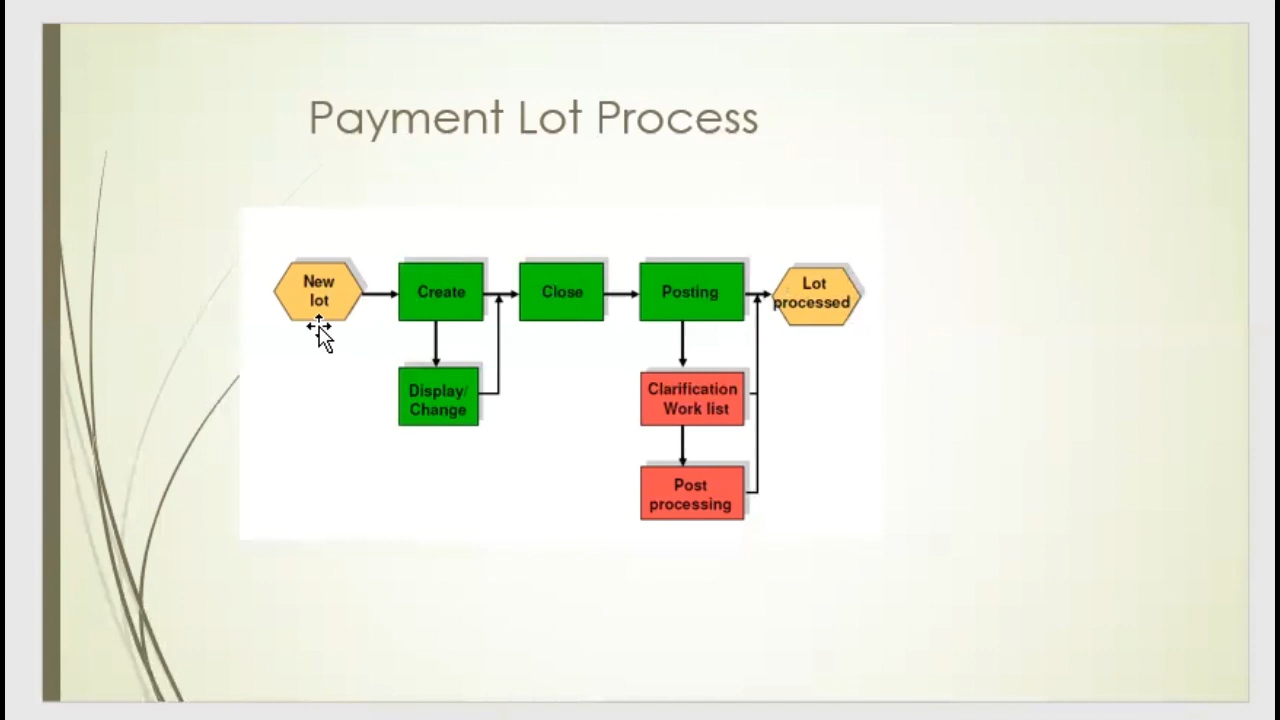 Payment Lot Process
New
lot
Create
Close
Posting
Lot
processed
Display/
Change
Clarification
Work list
Post
processing